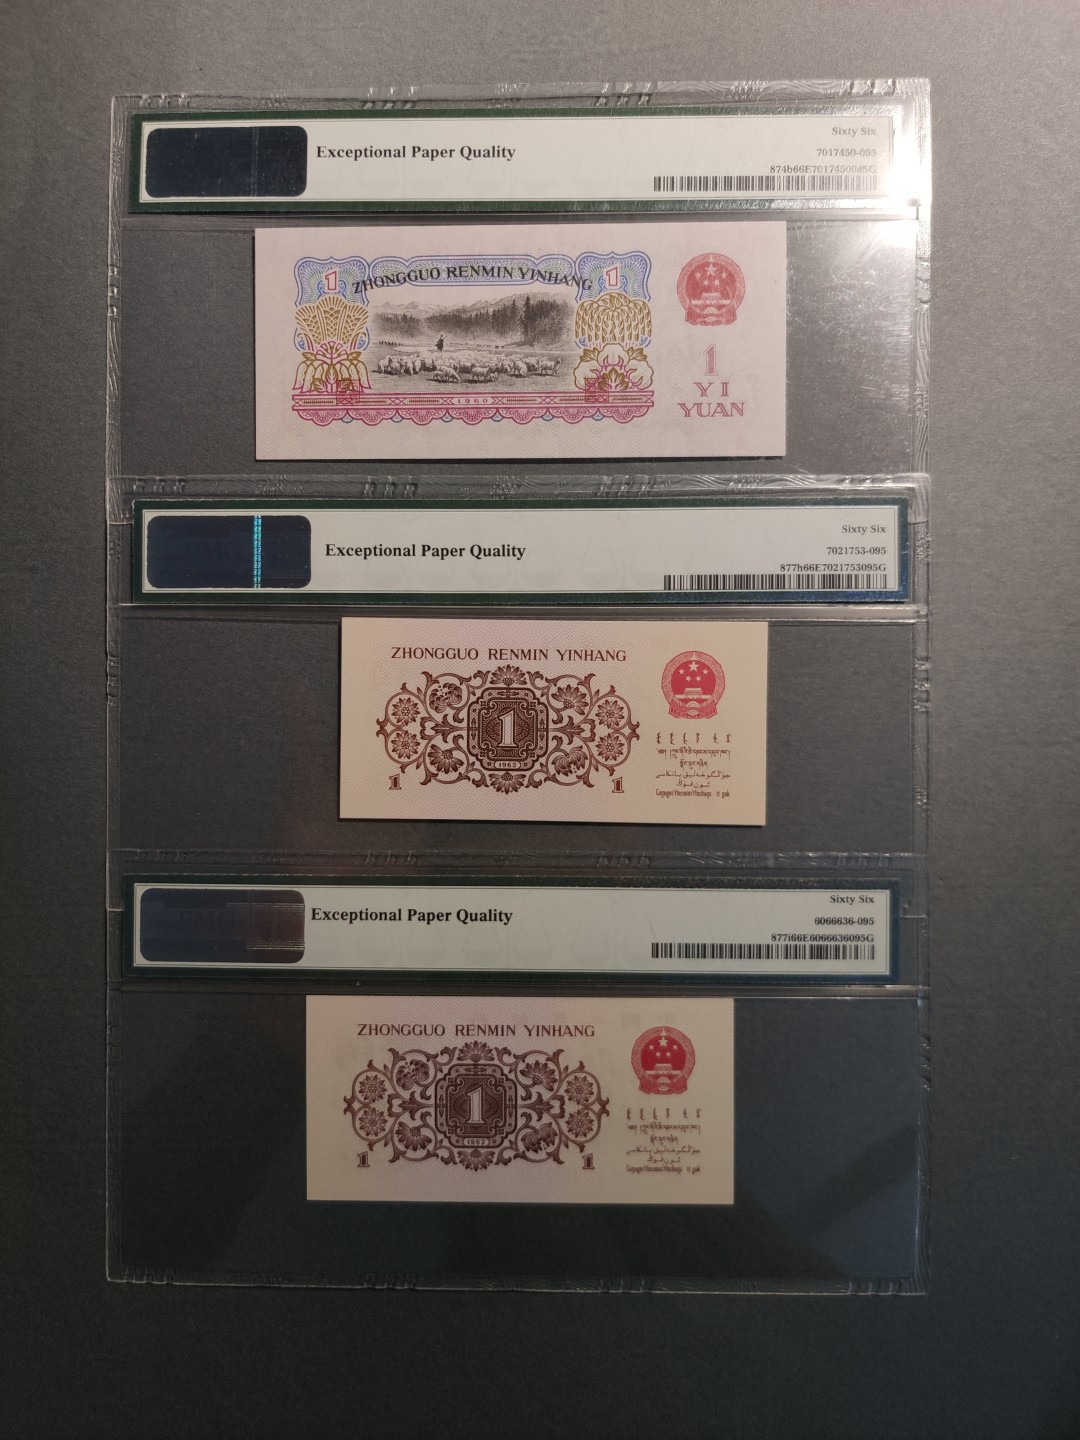 Exceptional Paper Quality
Sixty Six
7017450-095
1
ZHONGGUO RENMIN YINHANG
1
1960
1
YI
YUAN
Exceptional Paper Quality
Sixty Six
7021753-095
877h66E7021753095G
ZHONGGUO RENMIN YINHANG
1
1962
1
1
Exceptional Paper Quality
PMG
Sixty Six
6066636-095
877i66E6066636095G
ZHONGGUO RENMIN YINHANG
1
1962
1
1